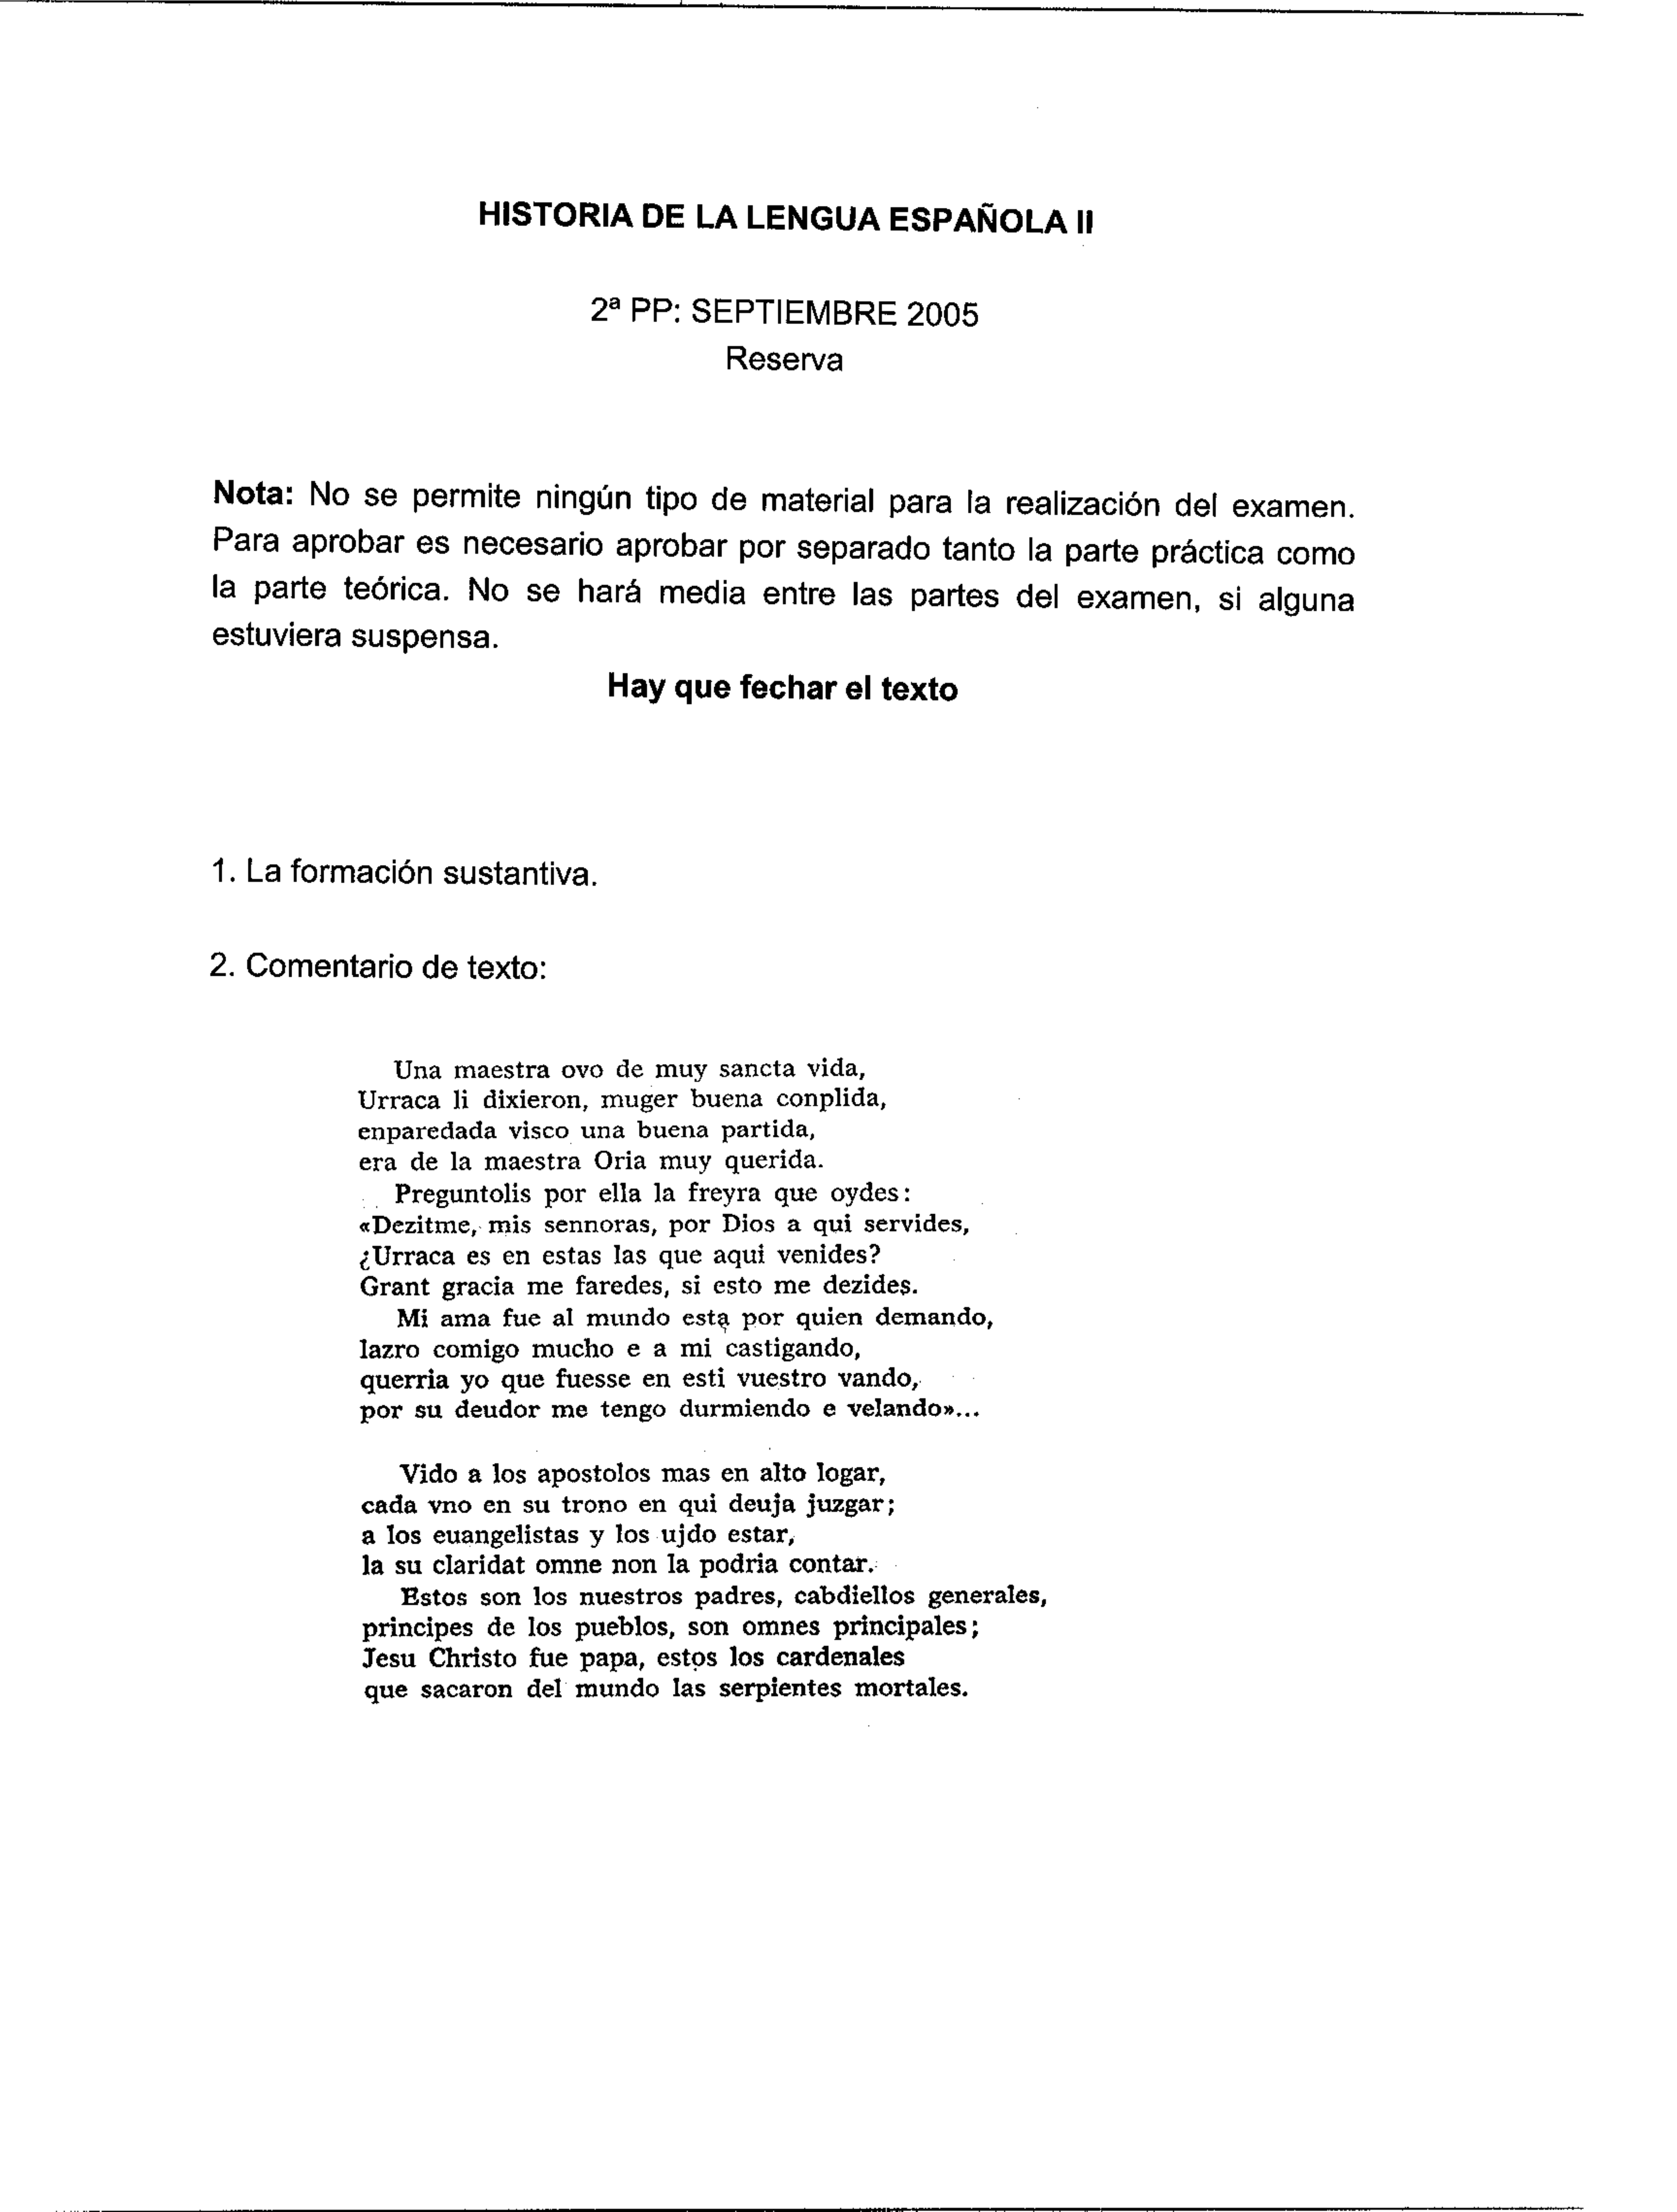 HISTORIA DE LA LENGUA ESPAÑOLA II
2ª PP: SEPTIEMBRE 2005
Reserva
Nota: No se permite ningún tipo de material para la realización del examen.
Para aprobar es necesario aprobar por separado tanto la parte práctica como
la parte teórica. No se hará media entre las partes del examen, si alguna
estuviera suspensa.
Hay que fechar el texto
1. La formación sustantiva.
2. Comentario de texto:
Una maestra ovo de muy sancta vida,
Urraca li dixieron, muger buena conplida,
enparedada visco una buena partida,
era de la maestra Oria muy querida.
Preguntolis por ella la freyra que oydes:
«Dezitme, mis sennoras, por Dios a qui servides,
¿Urraca es en estas las que aqui venides?
Grant gracia me faredes, si esto me dezides.
Mi ama fue al mundo esta por quien demando,
lazro comigo mucho e a mi castigando,
querria yo que fuesse en esti vuestro vando,
por su deudor me tengo durmiendo e velando»...
Vido a los apostolos mas en alto logar,
cada vno en su trono en qui deuja juzgar;
a los euangelistas y los ujdo estar,
la su claridat omne non la podria contar.
Estos son los nuestros padres, cabdiellos generales,
principes de los pueblos, son omnes principales;
Jesu Christo fue papa, estos los cardenales
que sacaron del mundo las serpientes mortales.